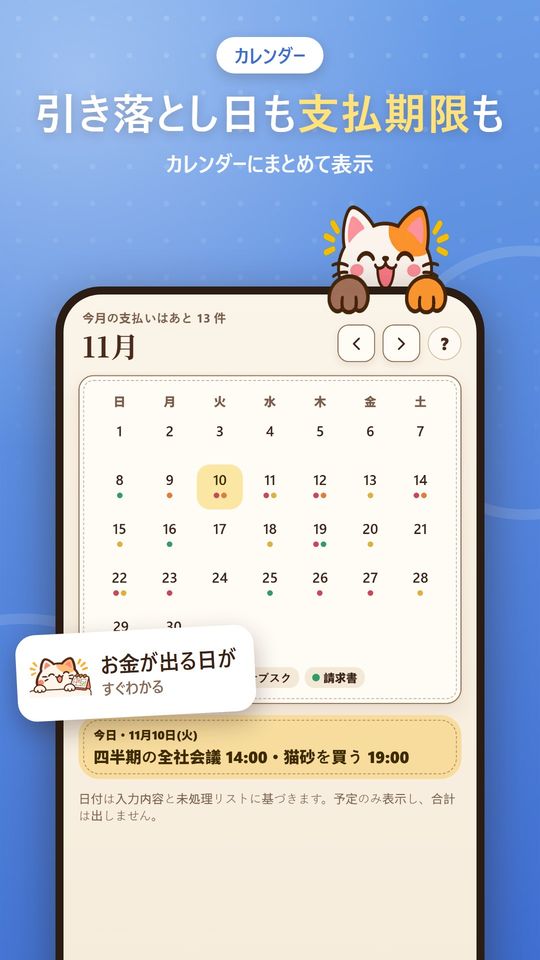 カレンダー
引き落とし日も支払期限も
カレンダーにまとめて表示
今月の支払いはあと 13 件
11月
?
日 月 火 水 木 金 土
1 2 3 4 5 6 7
8 9 10 11 12 13 14
15 16 17 18 19 20 21
22 23 24 25 26 27 28
29 30
お金が出る日が
すぐわかる
ブスク
請求書
今日・11月10日(火)
四半期の全社会議 14:00・猫砂を買う 19:00
日付は入力内容と未処理リストに基づきます。予定のみ表示し、合計
は出しません。